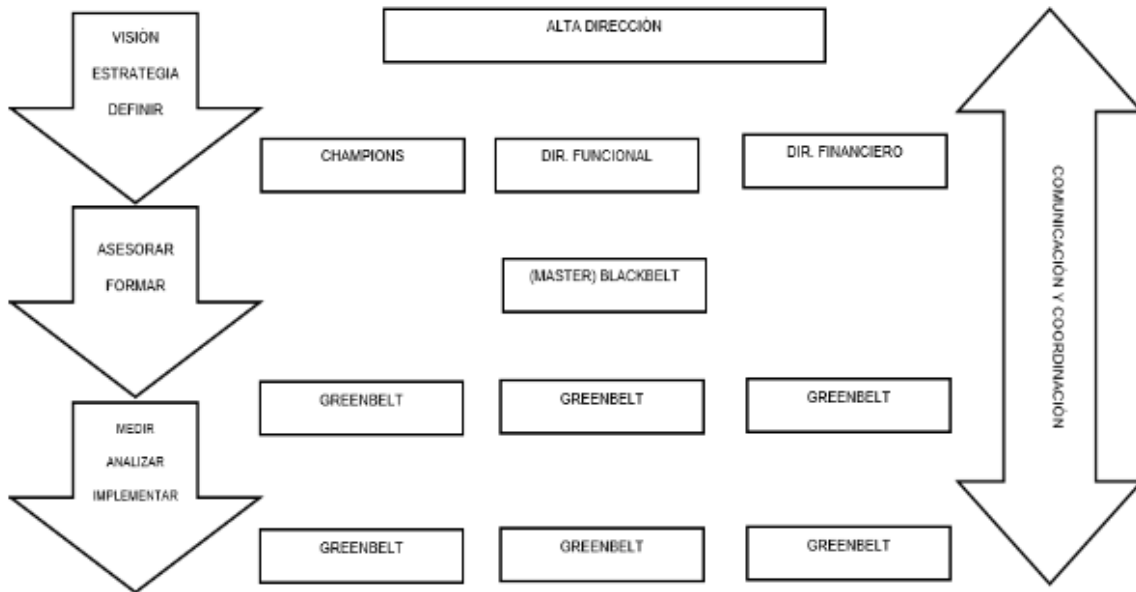 VISIÓN
ESTRATEGIA
DEFINIR
ALTA DIRECCIÓN
CHAMPIONS
DIR. FUNCIONAL
DIR. FINANCIERO
ASESORAR
FORMAR
(MASTER) BLACKBELT
MEDIR
ANALIZAR
IMPLEMENTAR
GREENBELT
GREENBELT
GREENBELT
GREENBELT
GREENBELT
GREENBELT
COMUNICACIÓN Y COORDINACIÓN